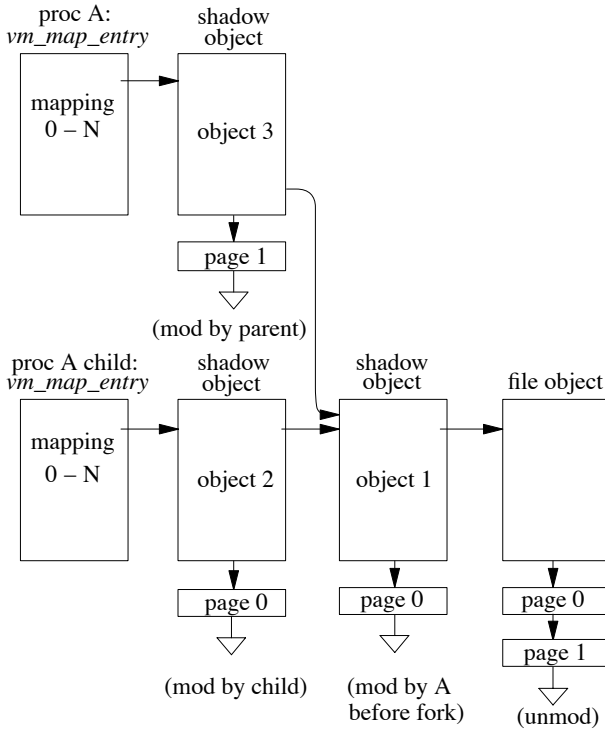 proc A:
vm_map_entry
shadow
object
mapping
0 – N
object 3
page 1
(mod by parent)
proc A child:
vm_map_entry
shadow
object
shadow
object
file object
mapping
0 – N
object 2
object 1
page 0
page 0
page 0
page 1
(mod by child)
(mod by A
before fork)
(unmod)